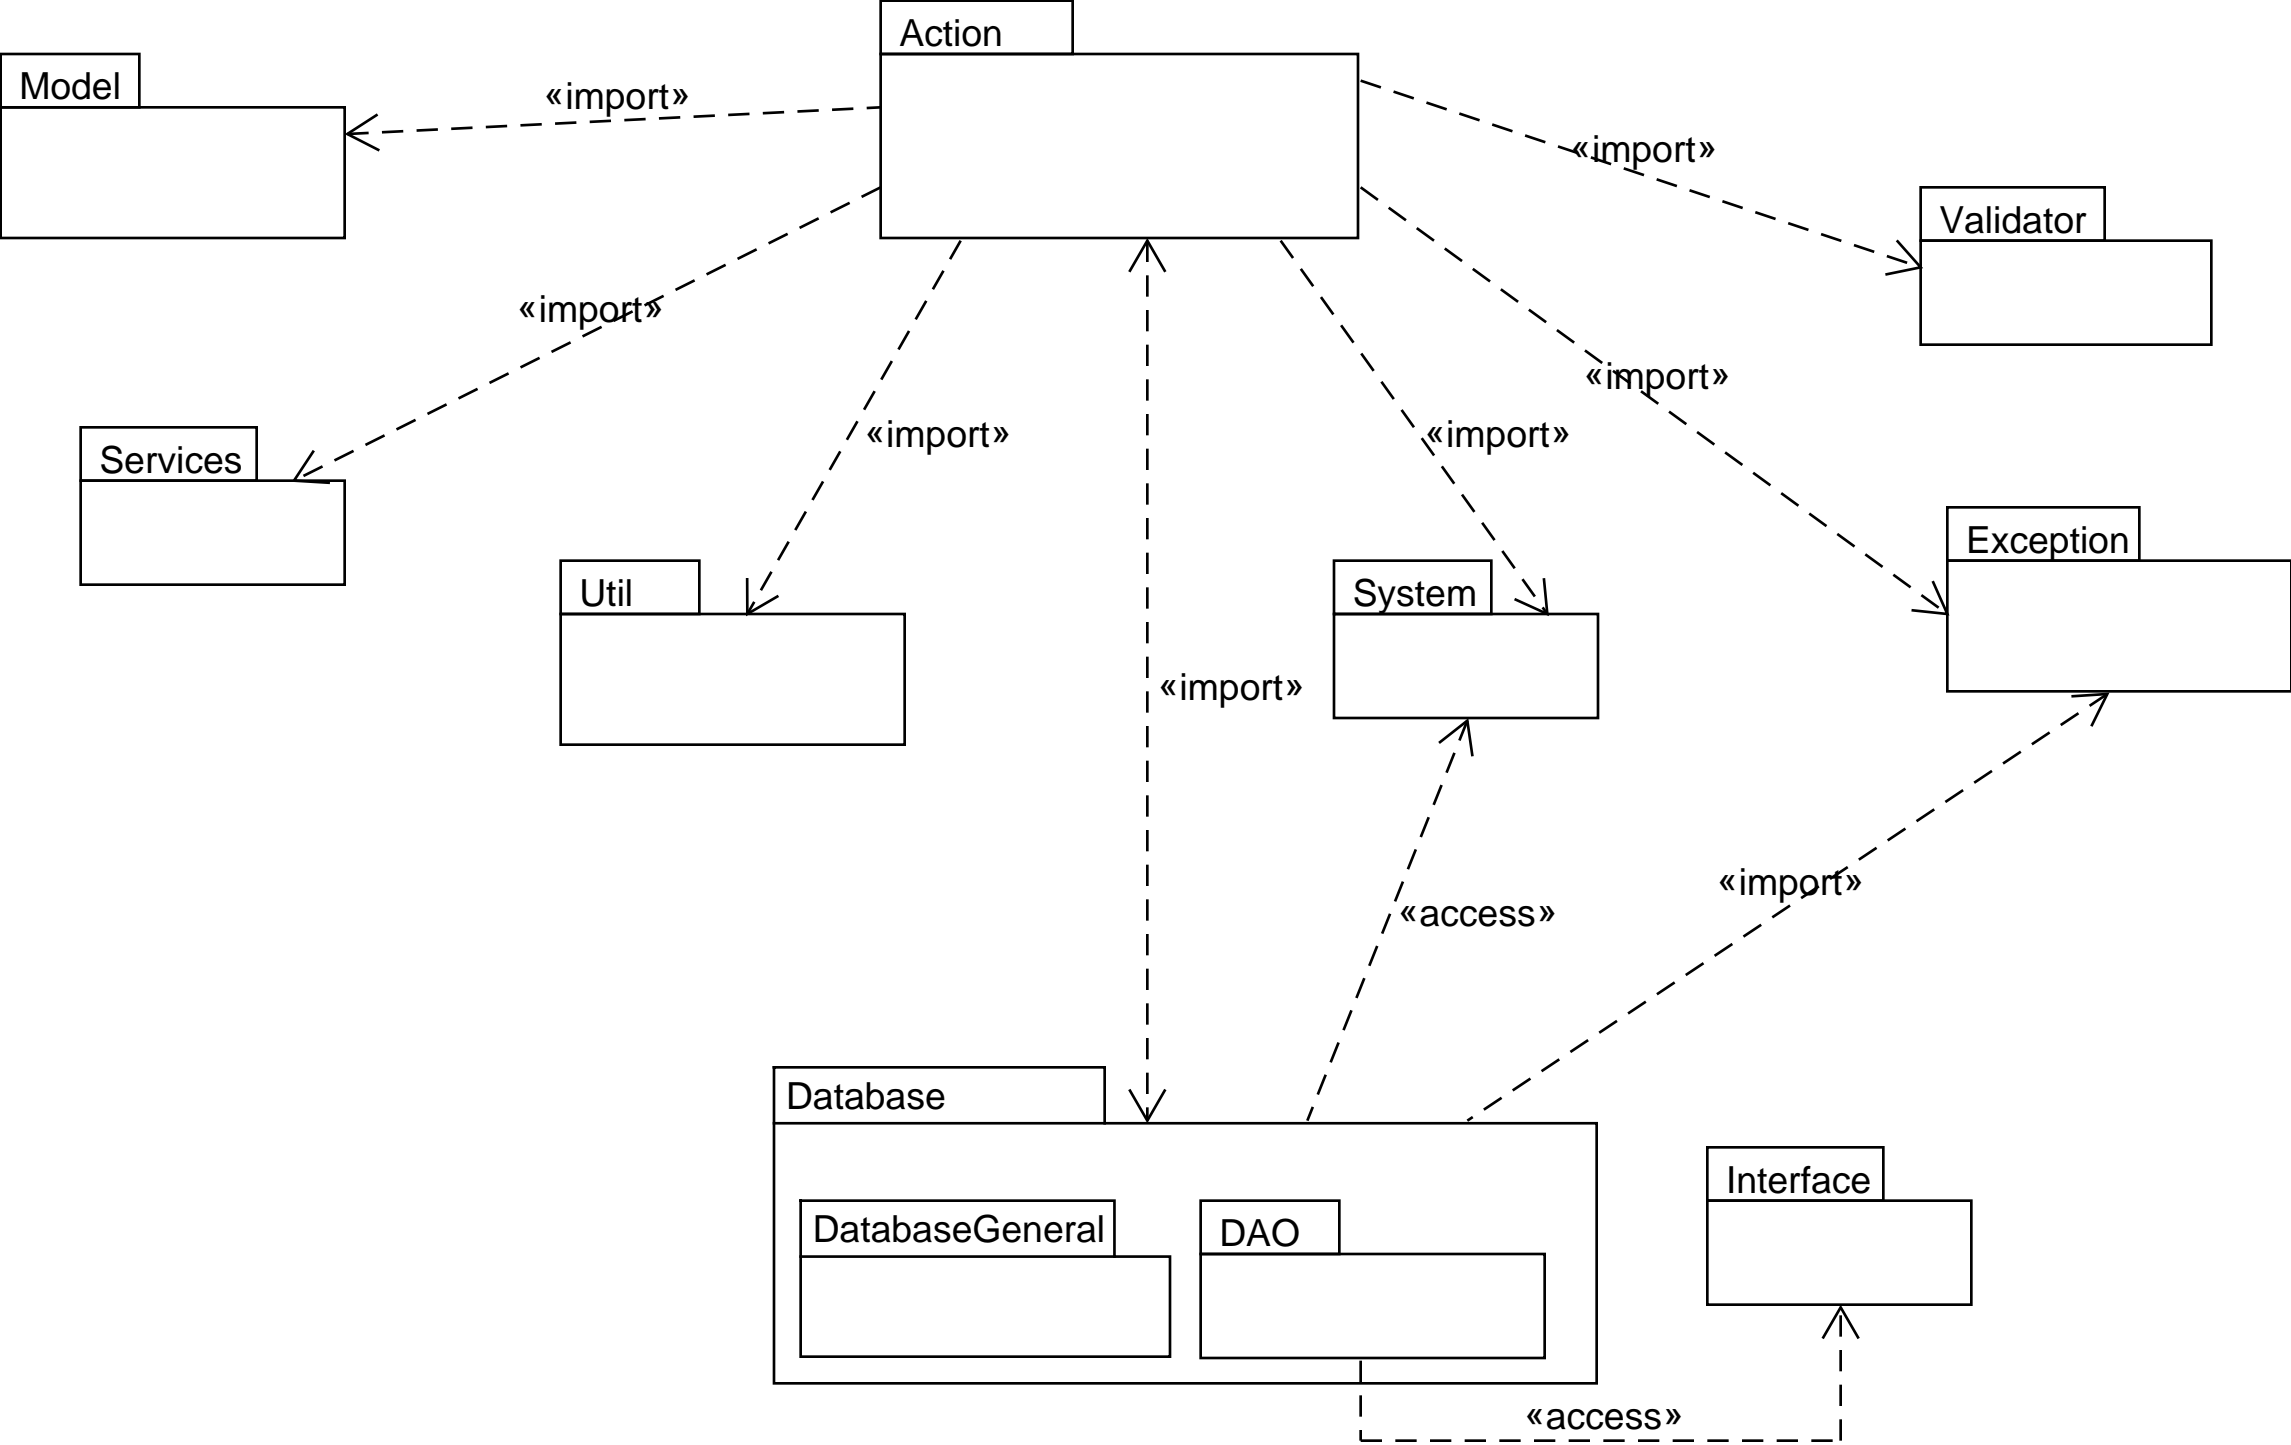 Action
Model
«import»
«import»
Validator
«import»
«import»
«import»
«import»
Services
Exception
Util
System
«import»
«import»
«access»
Database
Interface
DatabaseGeneral
DAO
«access»